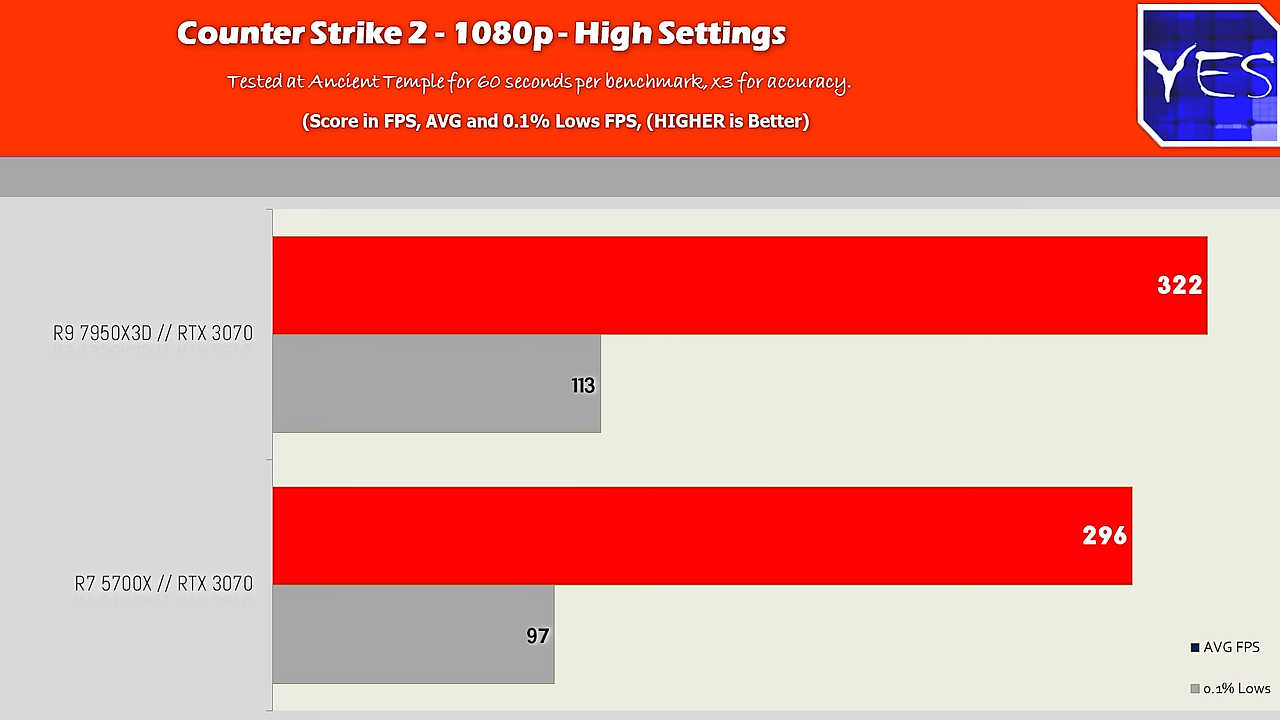 Counter Strike 2 - 1080p - High Settings
Tested at Ancient Temple for 60 seconds per benchmark, x3 for accuracy.
(Score in FPS, AVG and 0.1% Lows FPS, (HIGHER is Better)
YES
322
R9 7950X3D // RTX 3070
113
296
R7 5700X // RTX 3070
97
AVG FPS
0.1% Lows